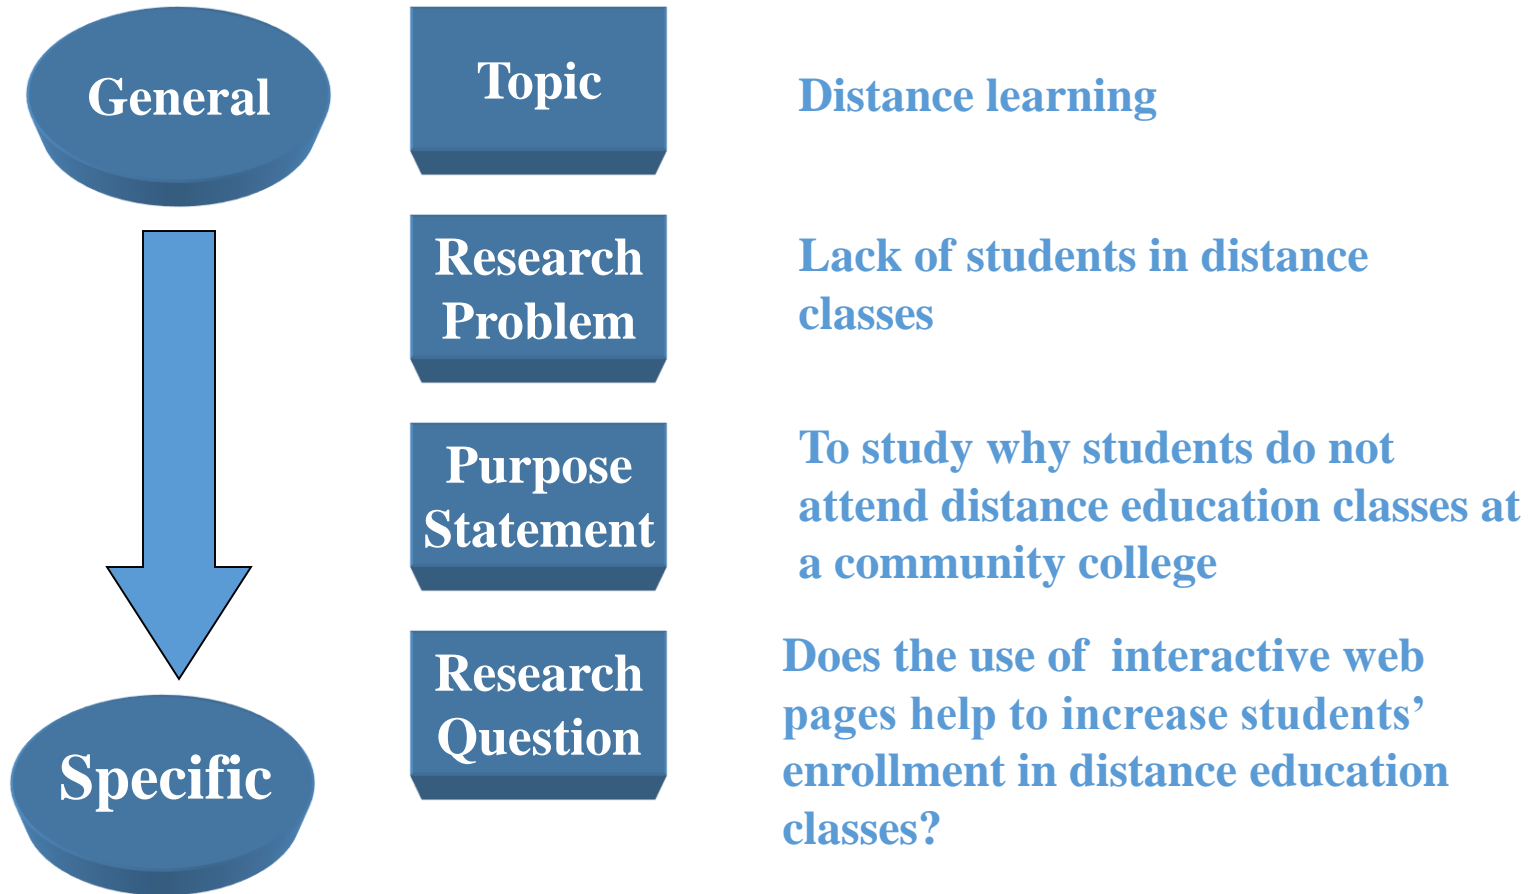 General
Topic
Distance learning
Research
Problem
Lack of students in distance
classes
Purpose
Statement
To study why students do not
attend distance education classes at
a community college
Research
Question
Does the use of  interactive web
pages help to increase students’
enrollment in distance education
classes?
Specific